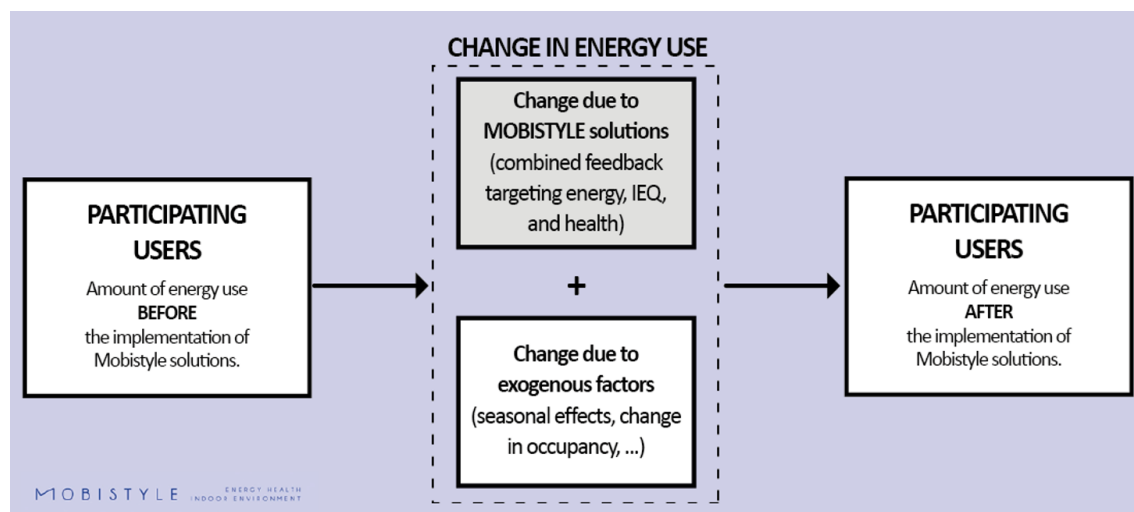 CHANGE IN ENERGY USE
PARTICIPATING
USERS
Amount of energy use
BEFORE
the implementation of
Mobistyle solutions.
Change due to
MOBISTYLE solutions
(combined feedback
targeting energy, IEQ,
and health)
+
Change due to
exogenous factors
(seasonal effects, change
in occupancy, ...)
PARTICIPATING
USERS
Amount of energy use
AFTER
the implementation of
Mobistyle solutions.
MOBISTYLE
ENERGY HEALTH
INDOOR ENVIRONMENT